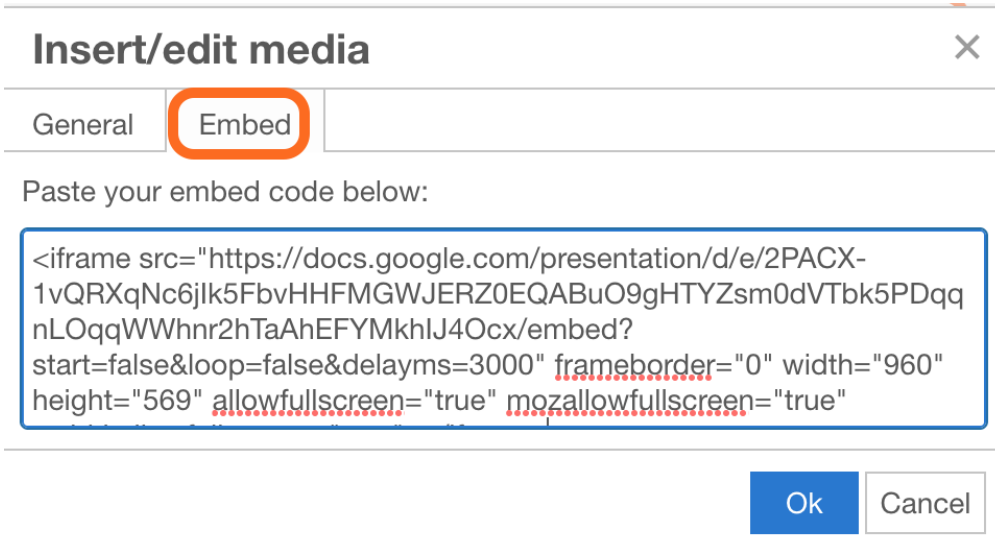 Insert/edit media
General
Embed
Paste your embed code below:
<iframe src="https://docs.google.com/presentation/d/e/2PACX-
1vQRXqNc6jIk5FbvHHFMGWJERZ0EQABuO9gHTYZsm0dVTbk5PDqq
nLOqqWWhnr2hTaAhEFYMkhIJ4Ocx/embed?
start=false&loop=false&delayms=3000" frameborder="0" width="960"
height="569" allowfullscreen="true" mozallowfullscreen="true"
Ok
Cancel